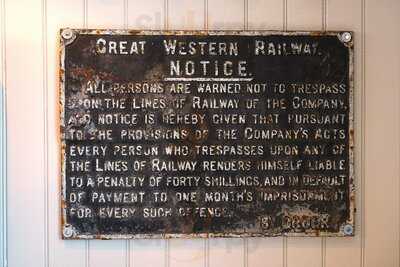 GREAT WESTERN RAILWAY.
NOTICE.
ALL PERSONS ARE WARNED NOT TO TRESPASS
UPON THE LINES OF RAILWAY OF THE COMPANY,
AND NOTICE IS HEREBY GIVEN THAT PURSUANT
TO THE PROVISIONS OF THE COMPANY'S ACTS
EVERY PERSON WHO TRESPASSES UPON ANY OF
THE LINES OF RAILWAY RENDERS HIMSELF LIABLE
TO A PENALTY OF FORTY SHILLINGS, AND IN DEFAULT
OF PAYMENT TO ONE MONTH'S IMPRISONMENT
FOR EVERY SUCH OFFENCE.
BY ORDER